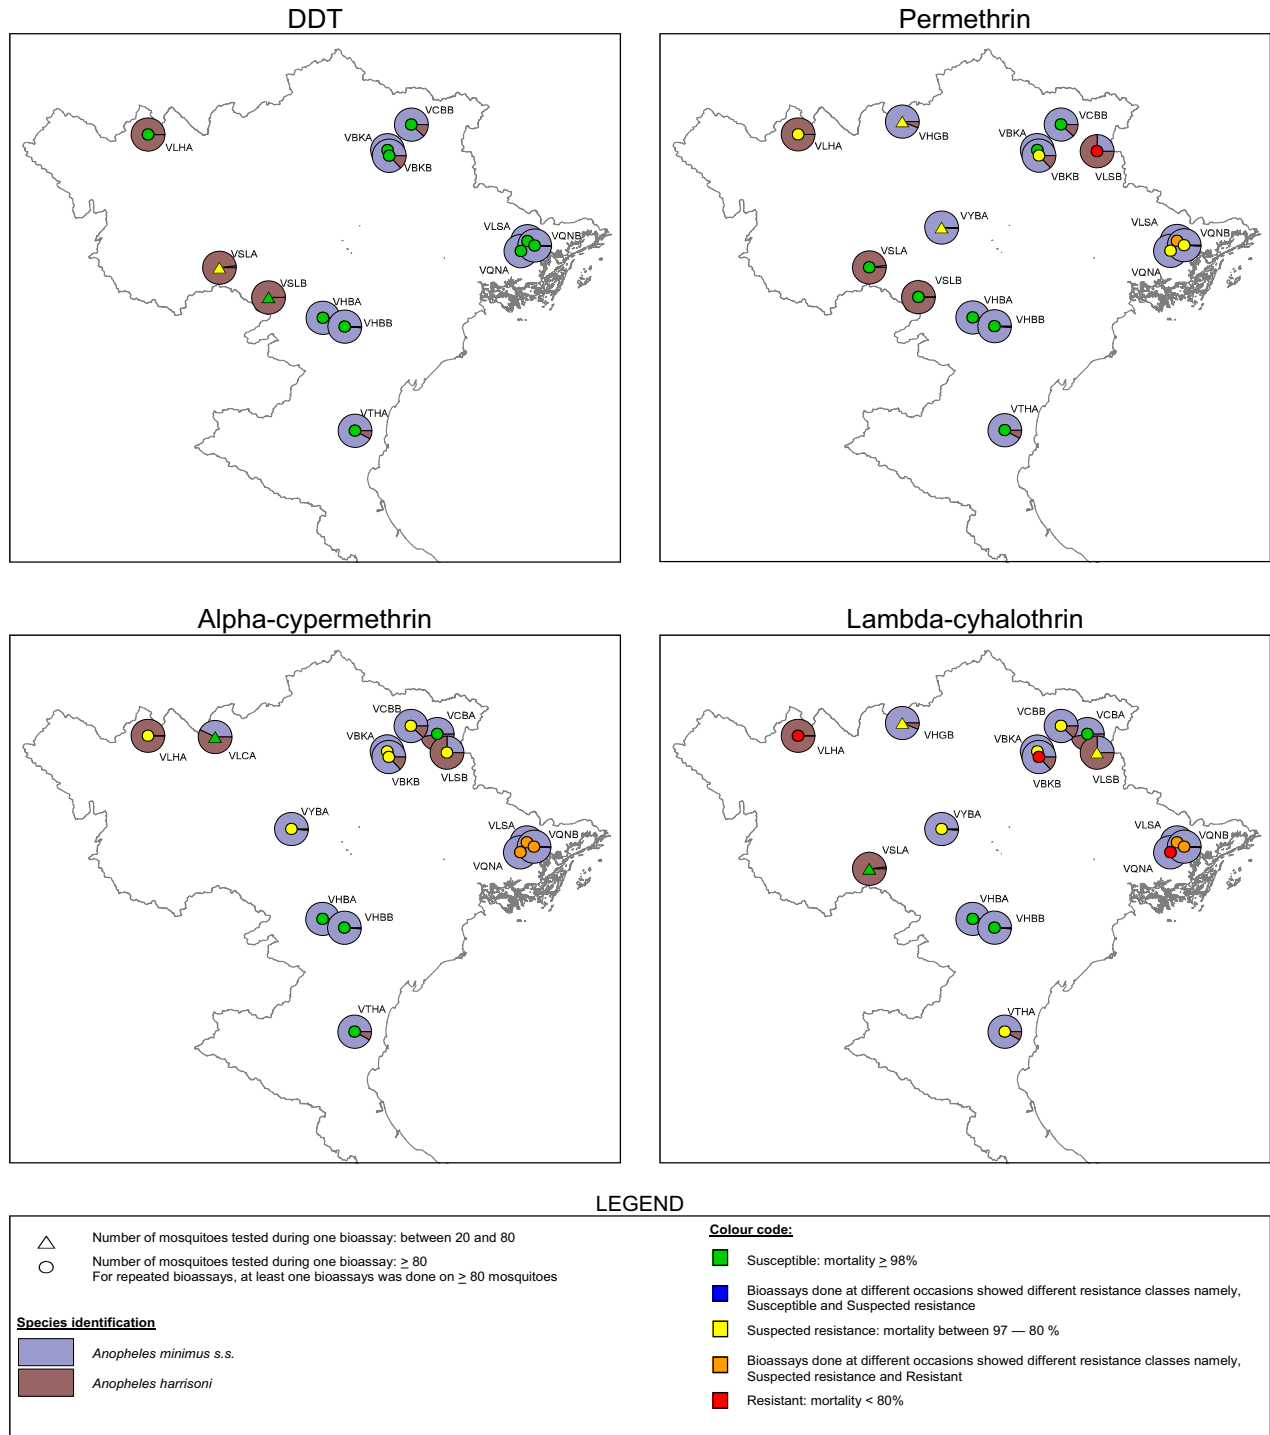 DDT
VCBB
VBKA
VBKB
VLHA
VLSA
VQNB
VQNA
VSLA
VSLB
VHBA
VHBB
VTHA
Permethrin
VHGB
VCBB
VLHA
VBKA
VBKB
VLSB
VYBA
VLSA
VQNB
VQNA
VSLA
VSLB
VHBA
VHBB
VTHA
Alpha-cypermethrin
VCBB
VCBA
VLHA
VLCA
VBKA
VBKB
VLSB
VYBA
VLSA
VQNB
VQNA
VHBA
VHBB
VTHA
Lambda-cyhalothrin
VCBB
VCBA
VLHA
VHGB
VBKA
VBKB
VLSB
VYBA
VLSA
VQNB
VQNA
VSLA
VHBA
VHBB
VTHA
LEGEND
Number of mosquitoes tested during one bioassay: between 20 and 80
Number of mosquitoes tested during one bioassay: ≥ 80
For repeated bioassays, at least one bioassays was done on ≥ 80 mosquitoes
Species identification
Anopheles minimus s.s.
Anopheles harrisoni
Colour code:
Susceptible: mortality ≥ 98%
Bioassays done at different occasions showed different resistance classes namely,
Susceptible and Suspected resistance
Suspected resistance: mortality between 97 — 80 %
Bioassays done at different occasions showed different resistance classes namely,
Suspected resistance and Resistant
Resistant: mortality < 80%